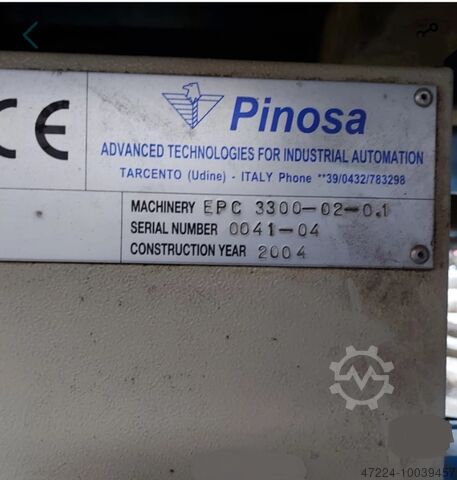 CE
Pinosa
ADVANCED TECHNOLOGIES FOR INDUSTRIAL AUTOMATION
TARCENTO (Udine) - ITALY Phone **39/0432/783298
MACHINERY EPC 3300-02-0.1
SERIAL NUMBER 0041-04
CONSTRUCTION YEAR 2004
47224-10039457